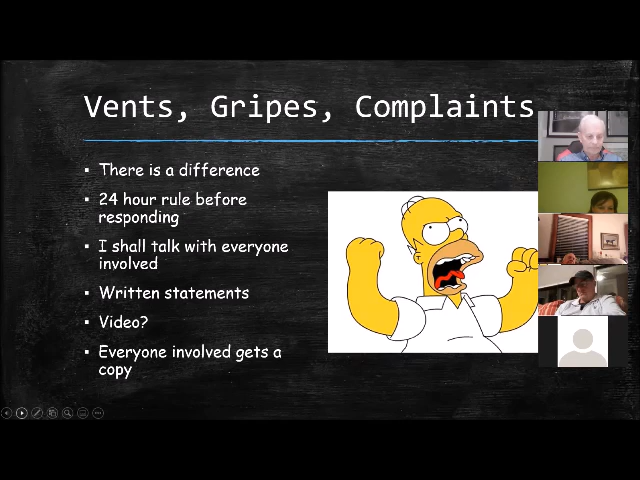 Vents, Gripes, Complaints
▪ There is a difference
▪ 24 hour rule before
responding
▪ I shall talk with everyone
involved
▪ Written statements
▪ Video?
▪ Everyone involved gets a
copy